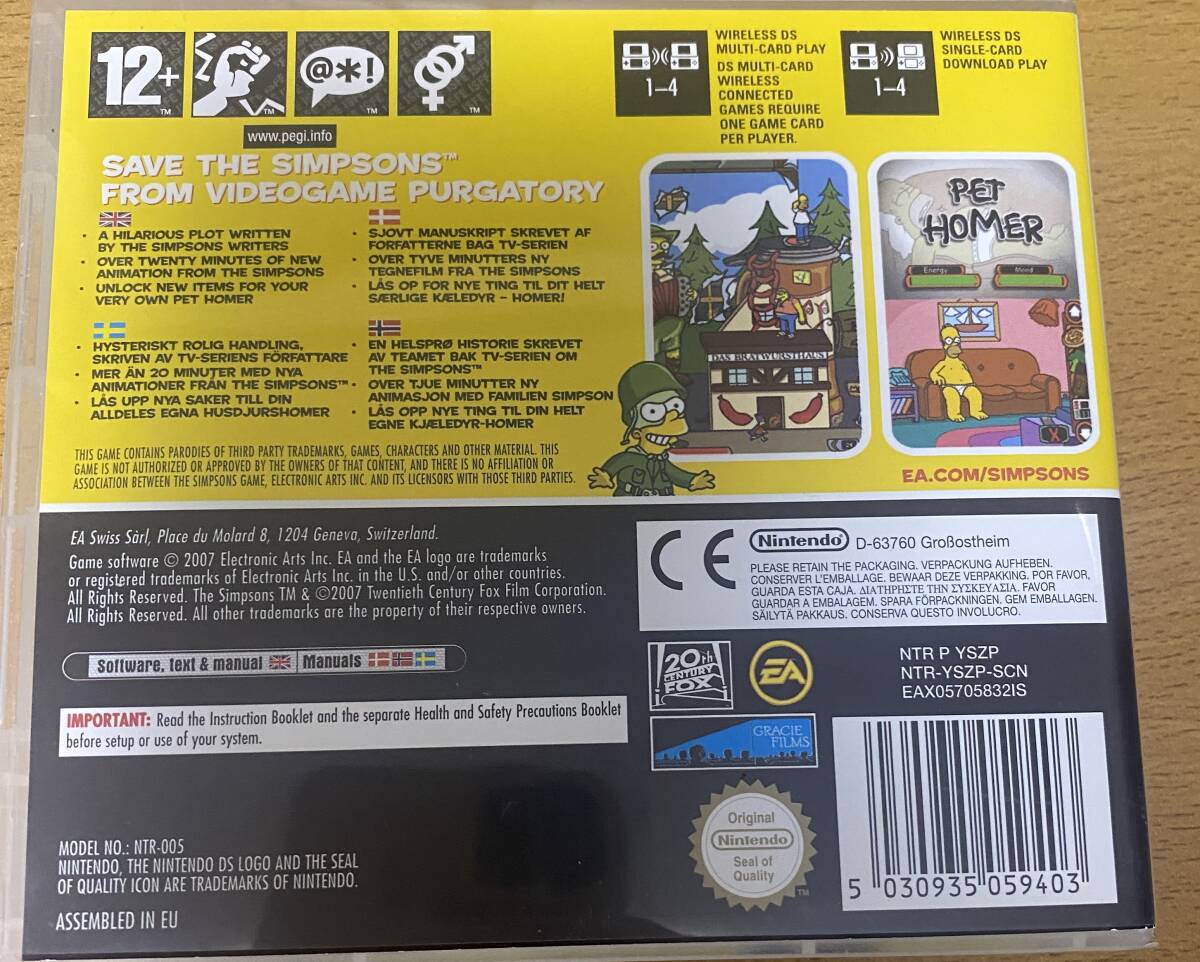 12+
TM
TM
@*!
TM
TM
www.pegi.info
1–4
WIRELESS DS
MULTI-CARD PLAY
DS MULTI-CARD
WIRELESS
CONNECTED
GAMES REQUIRE
ONE GAME CARD
PER PLAYER.
1–4
WIRELESS DS
SINGLE-CARD
DOWNLOAD PLAY
SAVE THE SIMPSONS™
FROM VIDEOGAME PURGATORY
• A HILARIOUS PLOT WRITTEN
BY THE SIMPSONS WRITERS
• OVER TWENTY MINUTES OF NEW
ANIMATION FROM THE SIMPSONS
• UNLOCK NEW ITEMS FOR YOUR
VERY OWN PET HOMER
• SJOVT MANUSKRIPT SKREVET AF
FORFATTERNE BAG TV-SERIEN
• OVER TYVE MINUTTERS NY
TEGNEFILM FRA THE SIMPSONS
• LÅS OP FOR NYE TING TIL DIT HELT
SÆRLIGE KÆLEDYR – HOMER!
• HYSTERISKT ROLIG HANDLING,
SKRIVEN AV TV-SERIENS FÖRFATTARE
• MER ÄN 20 MINUTER MED NYA
ANIMATIONER FRÅN THE SIMPSONS™
• LÅS UPP NYA SAKER TILL DIN
ALLDELES EGNA HUSDJURSHOMER
• EN HELSPRØ HISTORIE SKREVET
AV TEAMET BAK TV-SERIEN OM
THE SIMPSONS™
• OVER TJUE MINUTTER NY
ANIMASJON MED FAMILIEN SIMPSON
• LÅS OPP NYE TING TIL DIN HELT
EGNE KJÆLEDYR-HOMER
DAS BRATWURSTHAUS
PET
HOMER
Energy
Mood
X
THIS GAME CONTAINS PARODIES OF THIRD PARTY TRADEMARKS, GAMES, CHARACTERS AND OTHER MATERIAL. THIS
GAME IS NOT AUTHORIZED OR APPROVED BY THE OWNERS OF THAT CONTENT, AND THERE IS NO AFFILIATION OR
ASSOCIATION BETWEEN THE SIMPSONS GAME, ELECTRONIC ARTS INC. AND ITS LICENSORS WITH THOSE THIRD PARTIES.
EA.COM/SIMPSONS
EA Swiss Sàrl, Place du Molard 8, 1204 Geneva, Switzerland.
Game software © 2007 Electronic Arts Inc. EA and the EA logo are trademarks
or registered trademarks of Electronic Arts Inc. in the U.S. and/or other countries.
All Rights Reserved. The Simpsons TM & ©2007 Twentieth Century Fox Film Corporation.
All Rights Reserved. All other trademarks are the property of their respective owners.
Software, text & manual
Manuals
IMPORTANT: Read the Instruction Booklet and the separate Health and Safety Precautions Booklet
before setup or use of your system.
MODEL NO.: NTR-005
NINTENDO, THE NINTENDO DS LOGO AND THE SEAL
OF QUALITY ICON ARE TRADEMARKS OF NINTENDO.
ASSEMBLED IN EU
CE
Nintendo® D-63760 Großostheim
PLEASE RETAIN THE PACKAGING. VERPACKUNG AUFHEBEN.
CONSERVER L'EMBALLAGE. BEWAAR DEZE VERPAKKING. POR FAVOR,
GUARDA ESTA CAJA. ΔΙΑΤΗΡΗΣΤΕ ΤΗΝ ΣΥΣΚΕΥΑΣΙΑ. FAVOR
GUARDAR A EMBALAGEM. SPARA FÖRPACKNINGEN. GEM EMBALLAGEN.
SÄILYTÄ PAKKAUS. CONSERVA QUESTO INVOLUCRO.
20th
CENTURY
FOX
EA
GRACIE
FILMS
NTR P YSZP
NTR-YSZP-SCN
EAX05705832IS
Original
Nintendo
Seal of
Quality
TM
5 030935 059403